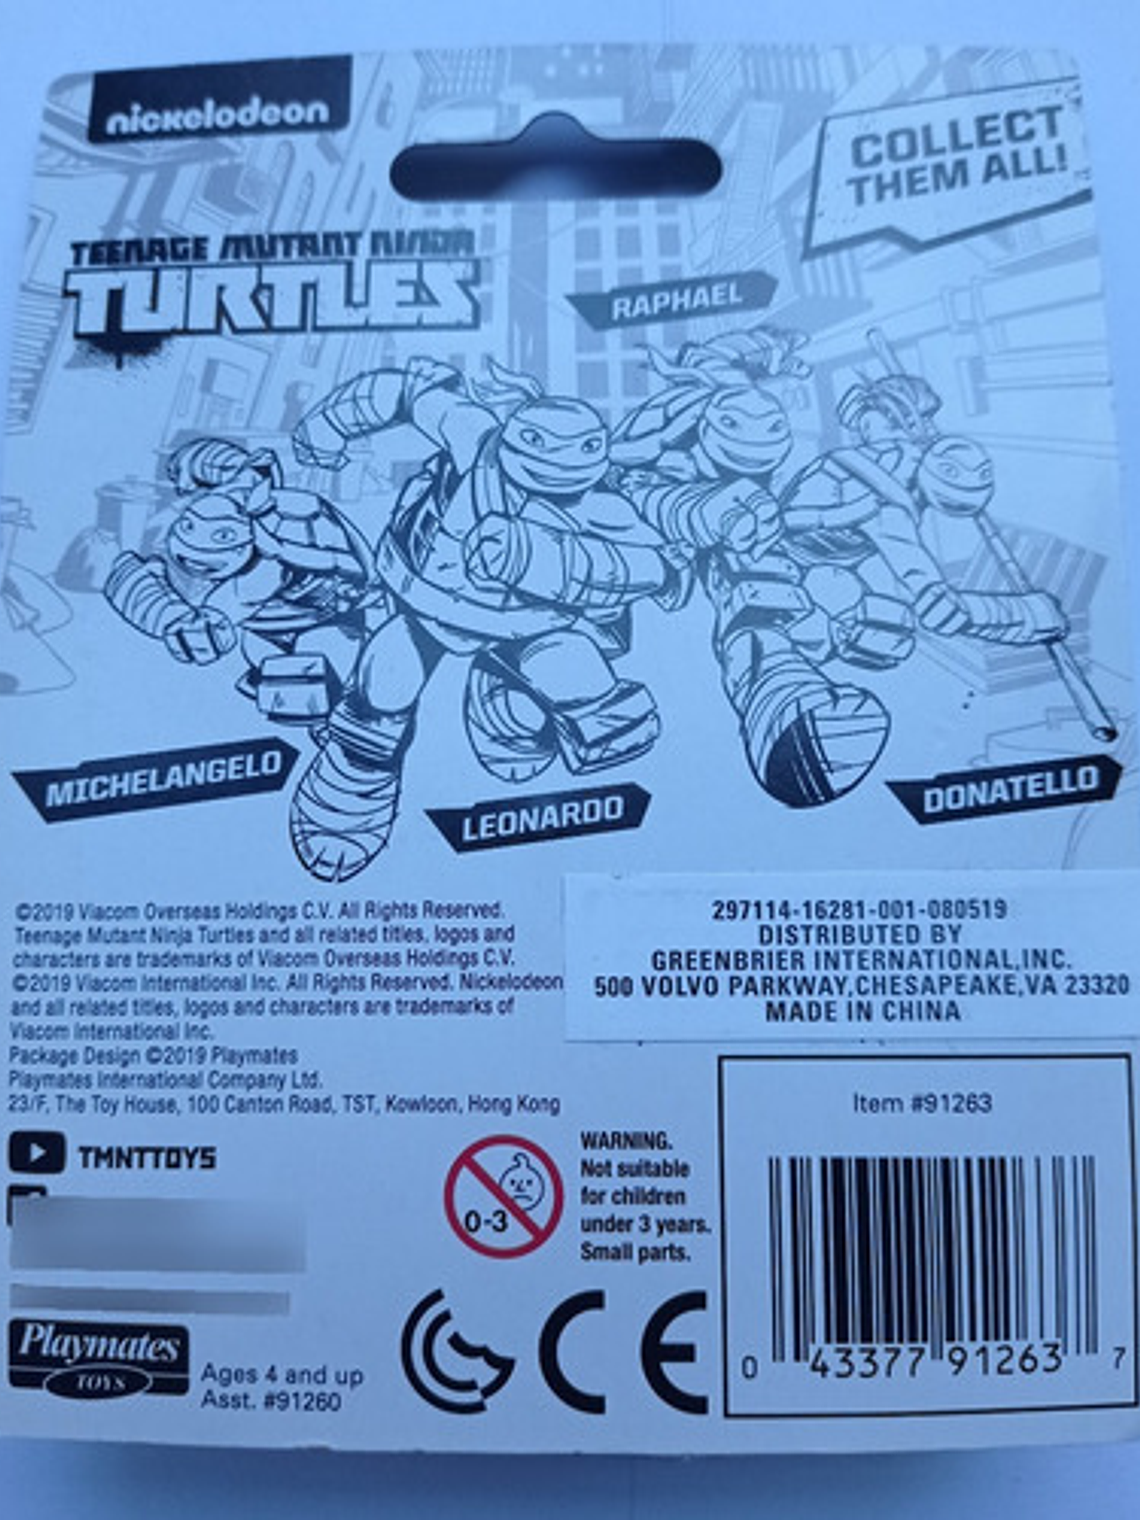 nickelodeon
COLLECT
THEM ALL!
TEENAGE MUTANT NINJA
TURTLES
RAPHAEL
MICHELANGELO
LEONARDO
DONATELLO
©2019 Viacom Overseas Holdings C.V. All Rights Reserved.
Teenage Mutant Ninja Turtles and all related titles, logos and
characters are trademarks of Viacom Overseas Holdings C.V.
©2019 Viacom International Inc. All Rights Reserved. Nickelodeon
and all related titles, logos and characters are trademarks of
Viacom International Inc.
Package Design ©2019 Playmates
Playmates International Company Ltd.
23/F, The Toy House, 100 Canton Road, TST, Kowloon, Hong Kong
297114-16281-001-080519
DISTRIBUTED BY
GREENBRIER INTERNATIONAL,INC.
500 VOLVO PARKWAY,CHESAPEAKE,VA 23320
MADE IN CHINA
TMNTTOYS
0-3
WARNING.
Not suitable
for children
under 3 years.
Small parts.
Playmates
TOYS
Ages 4 and up
Asst. #91260
CE
Item #91263
0 43377 91263 7